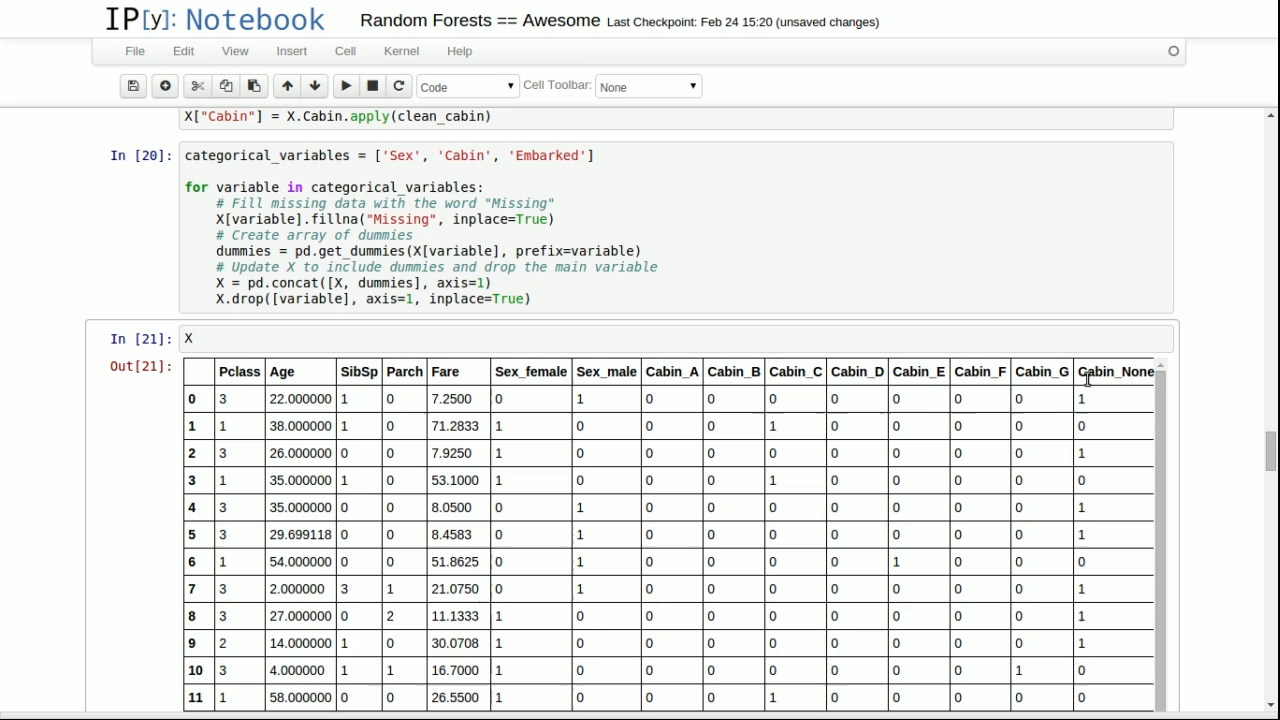 IP[y]: Notebook Random Forests == Awesome Last Checkpoint: Feb 24 15:20 (unsaved changes)
File Edit View Insert Cell Kernel Help
Code Cell Toolbar: None
X["Cabin"] = X.Cabin.apply(clean_cabin)
In [20]: categorical_variables = ['Sex', 'Cabin', 'Embarked']
for variable in categorical_variables:
# Fill missing data with the word "Missing"
X[variable].fillna("Missing", inplace=True)
# Create array of dummies
dummies = pd.get_dummies(X[variable], prefix=variable)
# Update X to include dummies and drop the main variable
X = pd.concat([X, dummies], axis=1)
X.drop([variable], axis=1, inplace=True)
In [21]: X
Out[21]:
Pclass Age SibSp Parch Fare Sex_female Sex_male Cabin_A Cabin_B Cabin_C Cabin_D Cabin_E Cabin_F Cabin_G Cabin_None
0 3 22.000000 1 0 7.2500 0 1 0 0 0 0 0 0 0 1
1 1 38.000000 1 0 71.2833 1 0 0 0 1 0 0 0 0 0
2 3 26.000000 0 0 7.9250 1 0 0 0 0 0 0 0 0 1
3 1 35.000000 1 0 53.1000 1 0 0 0 1 0 0 0 0 0
4 3 35.000000 0 0 8.0500 0 1 0 0 0 0 0 0 0 1
5 3 29.699118 0 0 8.4583 0 1 0 0 0 0 0 0 0 1
6 1 54.000000 0 0 51.8625 0 1 0 0 0 0 1 0 0 0
7 3 2.000000 3 1 21.0750 0 1 0 0 0 0 0 0 0 1
8 3 27.000000 0 2 11.1333 1 0 0 0 0 0 0 0 0 1
9 2 14.000000 1 0 30.0708 1 0 0 0 0 0 0 0 0 1
10 3 4.000000 1 1 16.7000 1 0 0 0 0 0 0 0 1 0
11 1 58.000000 0 0 26.5500 1 0 0 0 1 0 0 0 0 0